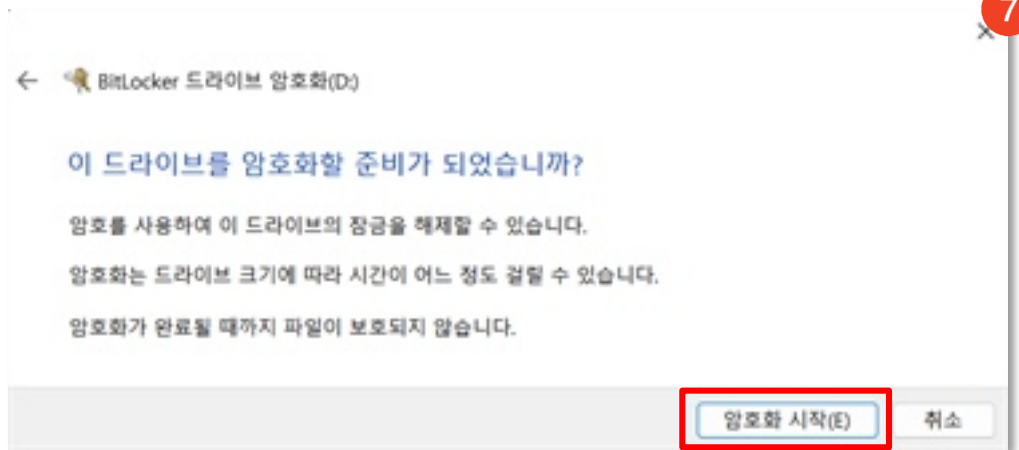 7
BitLocker 드라이브 암호화(D:)
이 드라이브를 암호화할 준비가 되었습니까?
암호를 사용하여 이 드라이브의 잠금을 해제할 수 있습니다.
암호화는 드라이브 크기에 따라 시간이 어느 정도 걸릴 수 있습니다.
암호화가 완료될 때까지 파일이 보호되지 않습니다.
암호화 시작(E) 취소